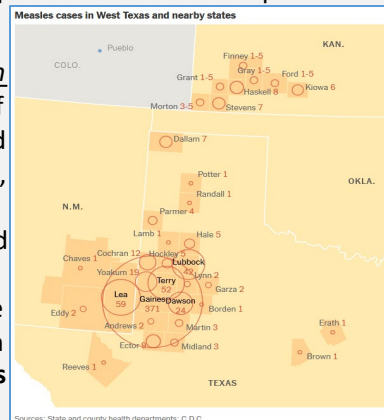 Measles cases in West Texas and nearby states
Pueblo
COLO.
KAN.
Finney 1-5
Gray 1-5
Grant 1-5
Ford 1-5
Haskell 8
Kiowa 6
Morton 3-5
Stevens 7
Dallam 7
Potter 1
OKLA.
Randall 1
N.M.
Parmer 4
Lamb 1
Hale 5
Cochran 12
Hockley 5
Chaves 1
Lubbock
42
Yoakum 19
Lynn 2
Terry
52
Garza 2
Lea
59
Gaines
371
Dawson
24
Borden 1
Eddy 2
Andrews 2
Martin 3
Erath 1
Ector
Midland 3
Brown 1
Reeves 1
TEXAS
Sources: State and county health departments; C.D.C.